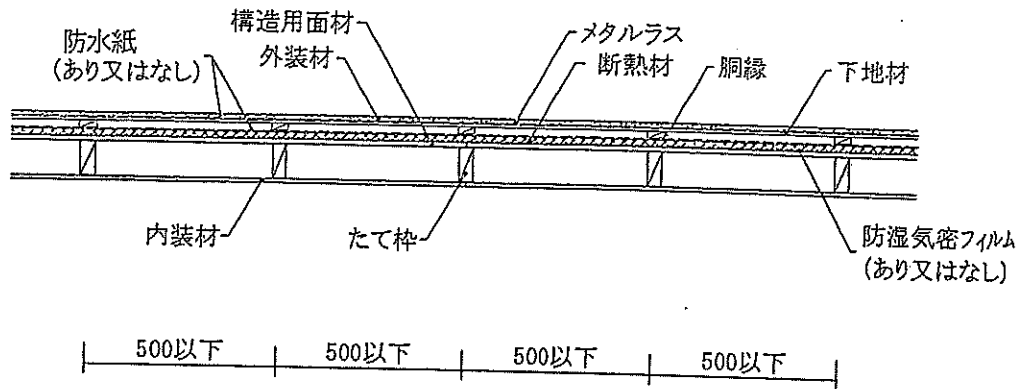 構造用面材
メタルラス
防水紙
(あり又はなし)
外装材
断熱材
胴縁
下地材
内装材
たて枠
防湿気密フィルム
(あり又はなし)
500以下
500以下
500以下
500以下